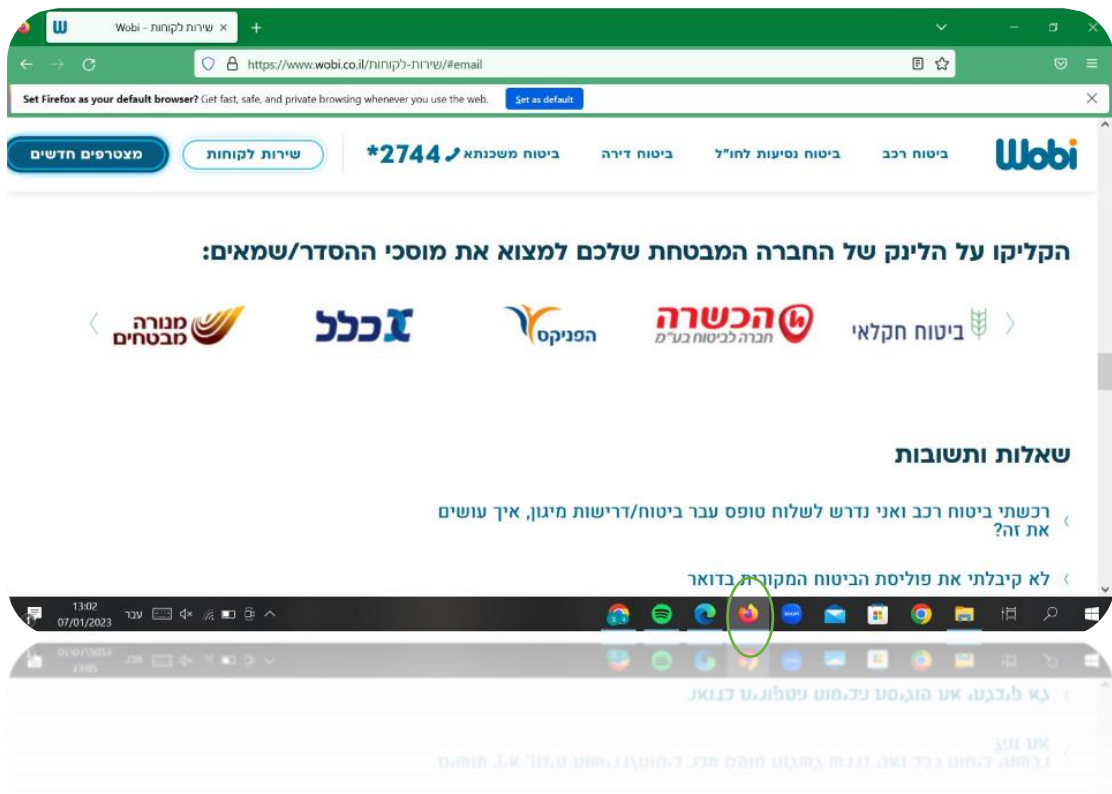 שירות לקוחות – Wobi
https://www.wobi.co.il/שירות-לקוחות/#email
Set Firefox as your default browser? Get fast, safe, and private browsing whenever you use the web. Set as default
Wobi ביטוח רכב ביטוח נסיעות לחו"ל ביטוח דירה ביטוח משכנתא 2744* שירות לקוחות מצטרפים חדשים
הקליקו על הלינק של החברה המבטחת שלכם למצוא את מוסכי ההסדר/שמאים:
ביטוח חקלאי
הכשרה
חברה לביטוח בע"מ
הפניקס
כלל
מנורה
מבטחים
שאלות ותשובות
רכשתי ביטוח רכב ואני נדרש לשלוח טופס עבר ביטוח/דרישות מיגון, איך עושים
את זה?
לא קיבלתי את פוליסת הביטוח המקורית בדואר
zoom
עבר
13:02
07/01/2023